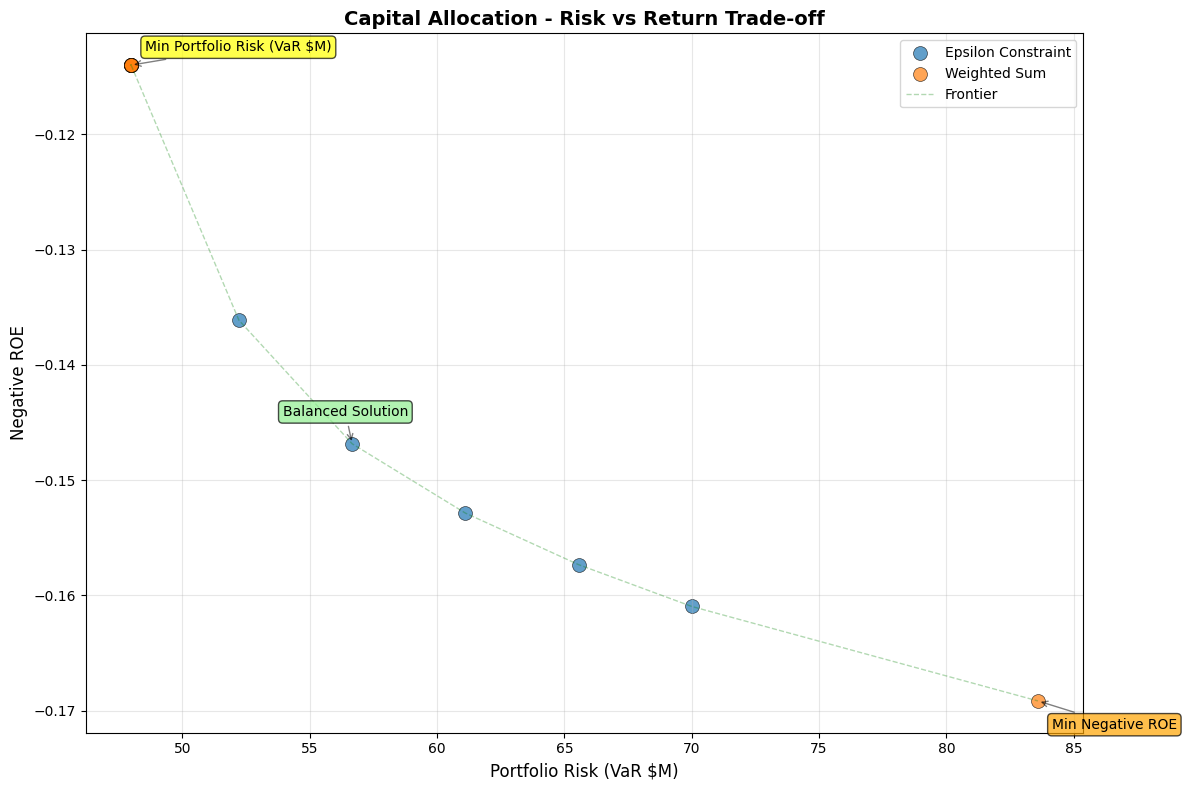 Capital Allocation - Risk vs Return Trade-off
Min Portfolio Risk (VaR $M)
Epsilon Constraint
Weighted Sum
Frontier
Balanced Solution
Min Negative ROE
Negative ROE
−0.12
−0.13
−0.14
−0.15
−0.16
−0.17
50
55
60
65
70
75
80
85
Portfolio Risk (VaR $M)